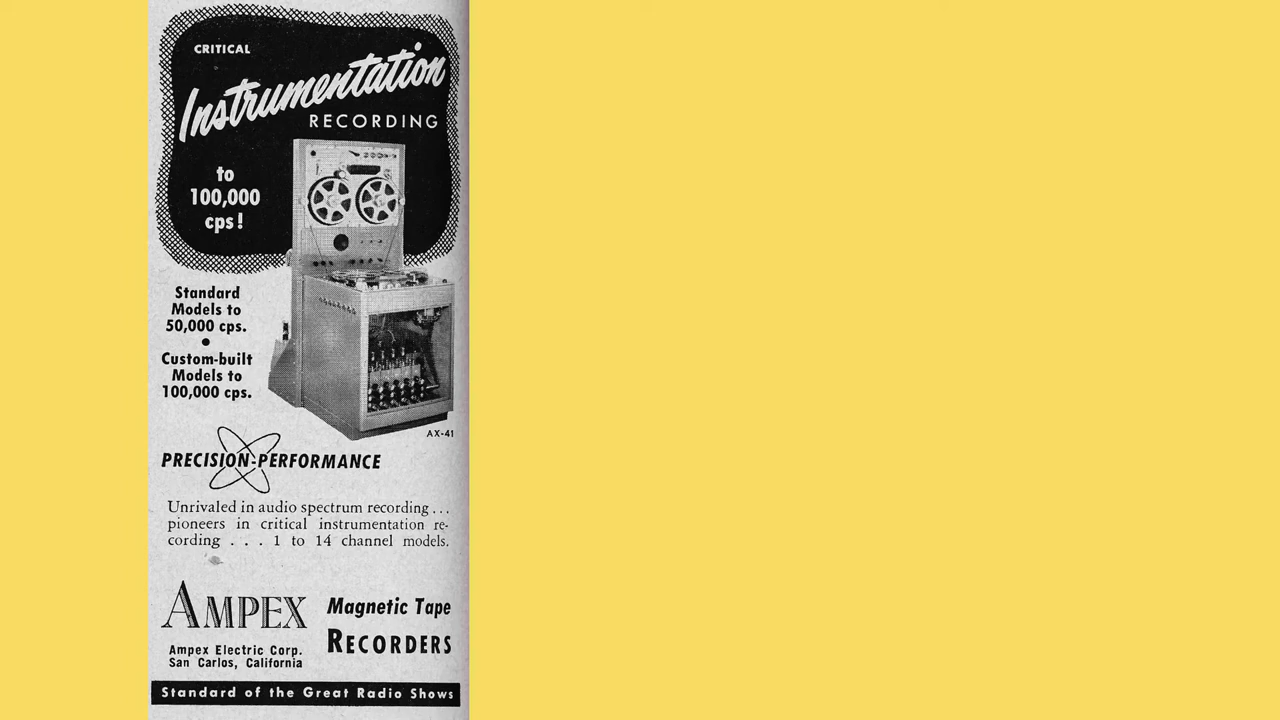 CRITICAL
Instrumentation
RECORDING
to
100,000
cps!
Standard
Models to
50,000 cps.
•
Custom-built
Models to
100,000 cps.
AX-41
PRECISION-PERFORMANCE
Unrivaled in audio spectrum recording...
pioneers in critical instrumentation re-
cording . . . 1 to 14 channel models.
AMPEX
Ampex Electric Corp.
San Carlos, California
Magnetic Tape
RECORDERS
Standard of the Great Radio Shows